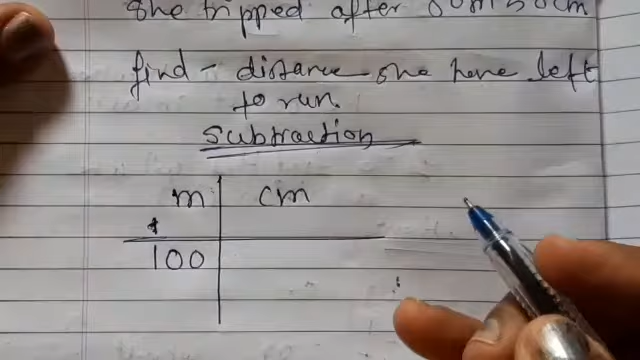 she tripped after
find - distance she have left
to run.
subtraction
m cm
100